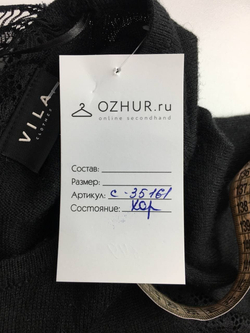 VILA
OZHUR.ru
online secondhand
Состав:
Размер:
Артикул: с-35161
Состояние: хор